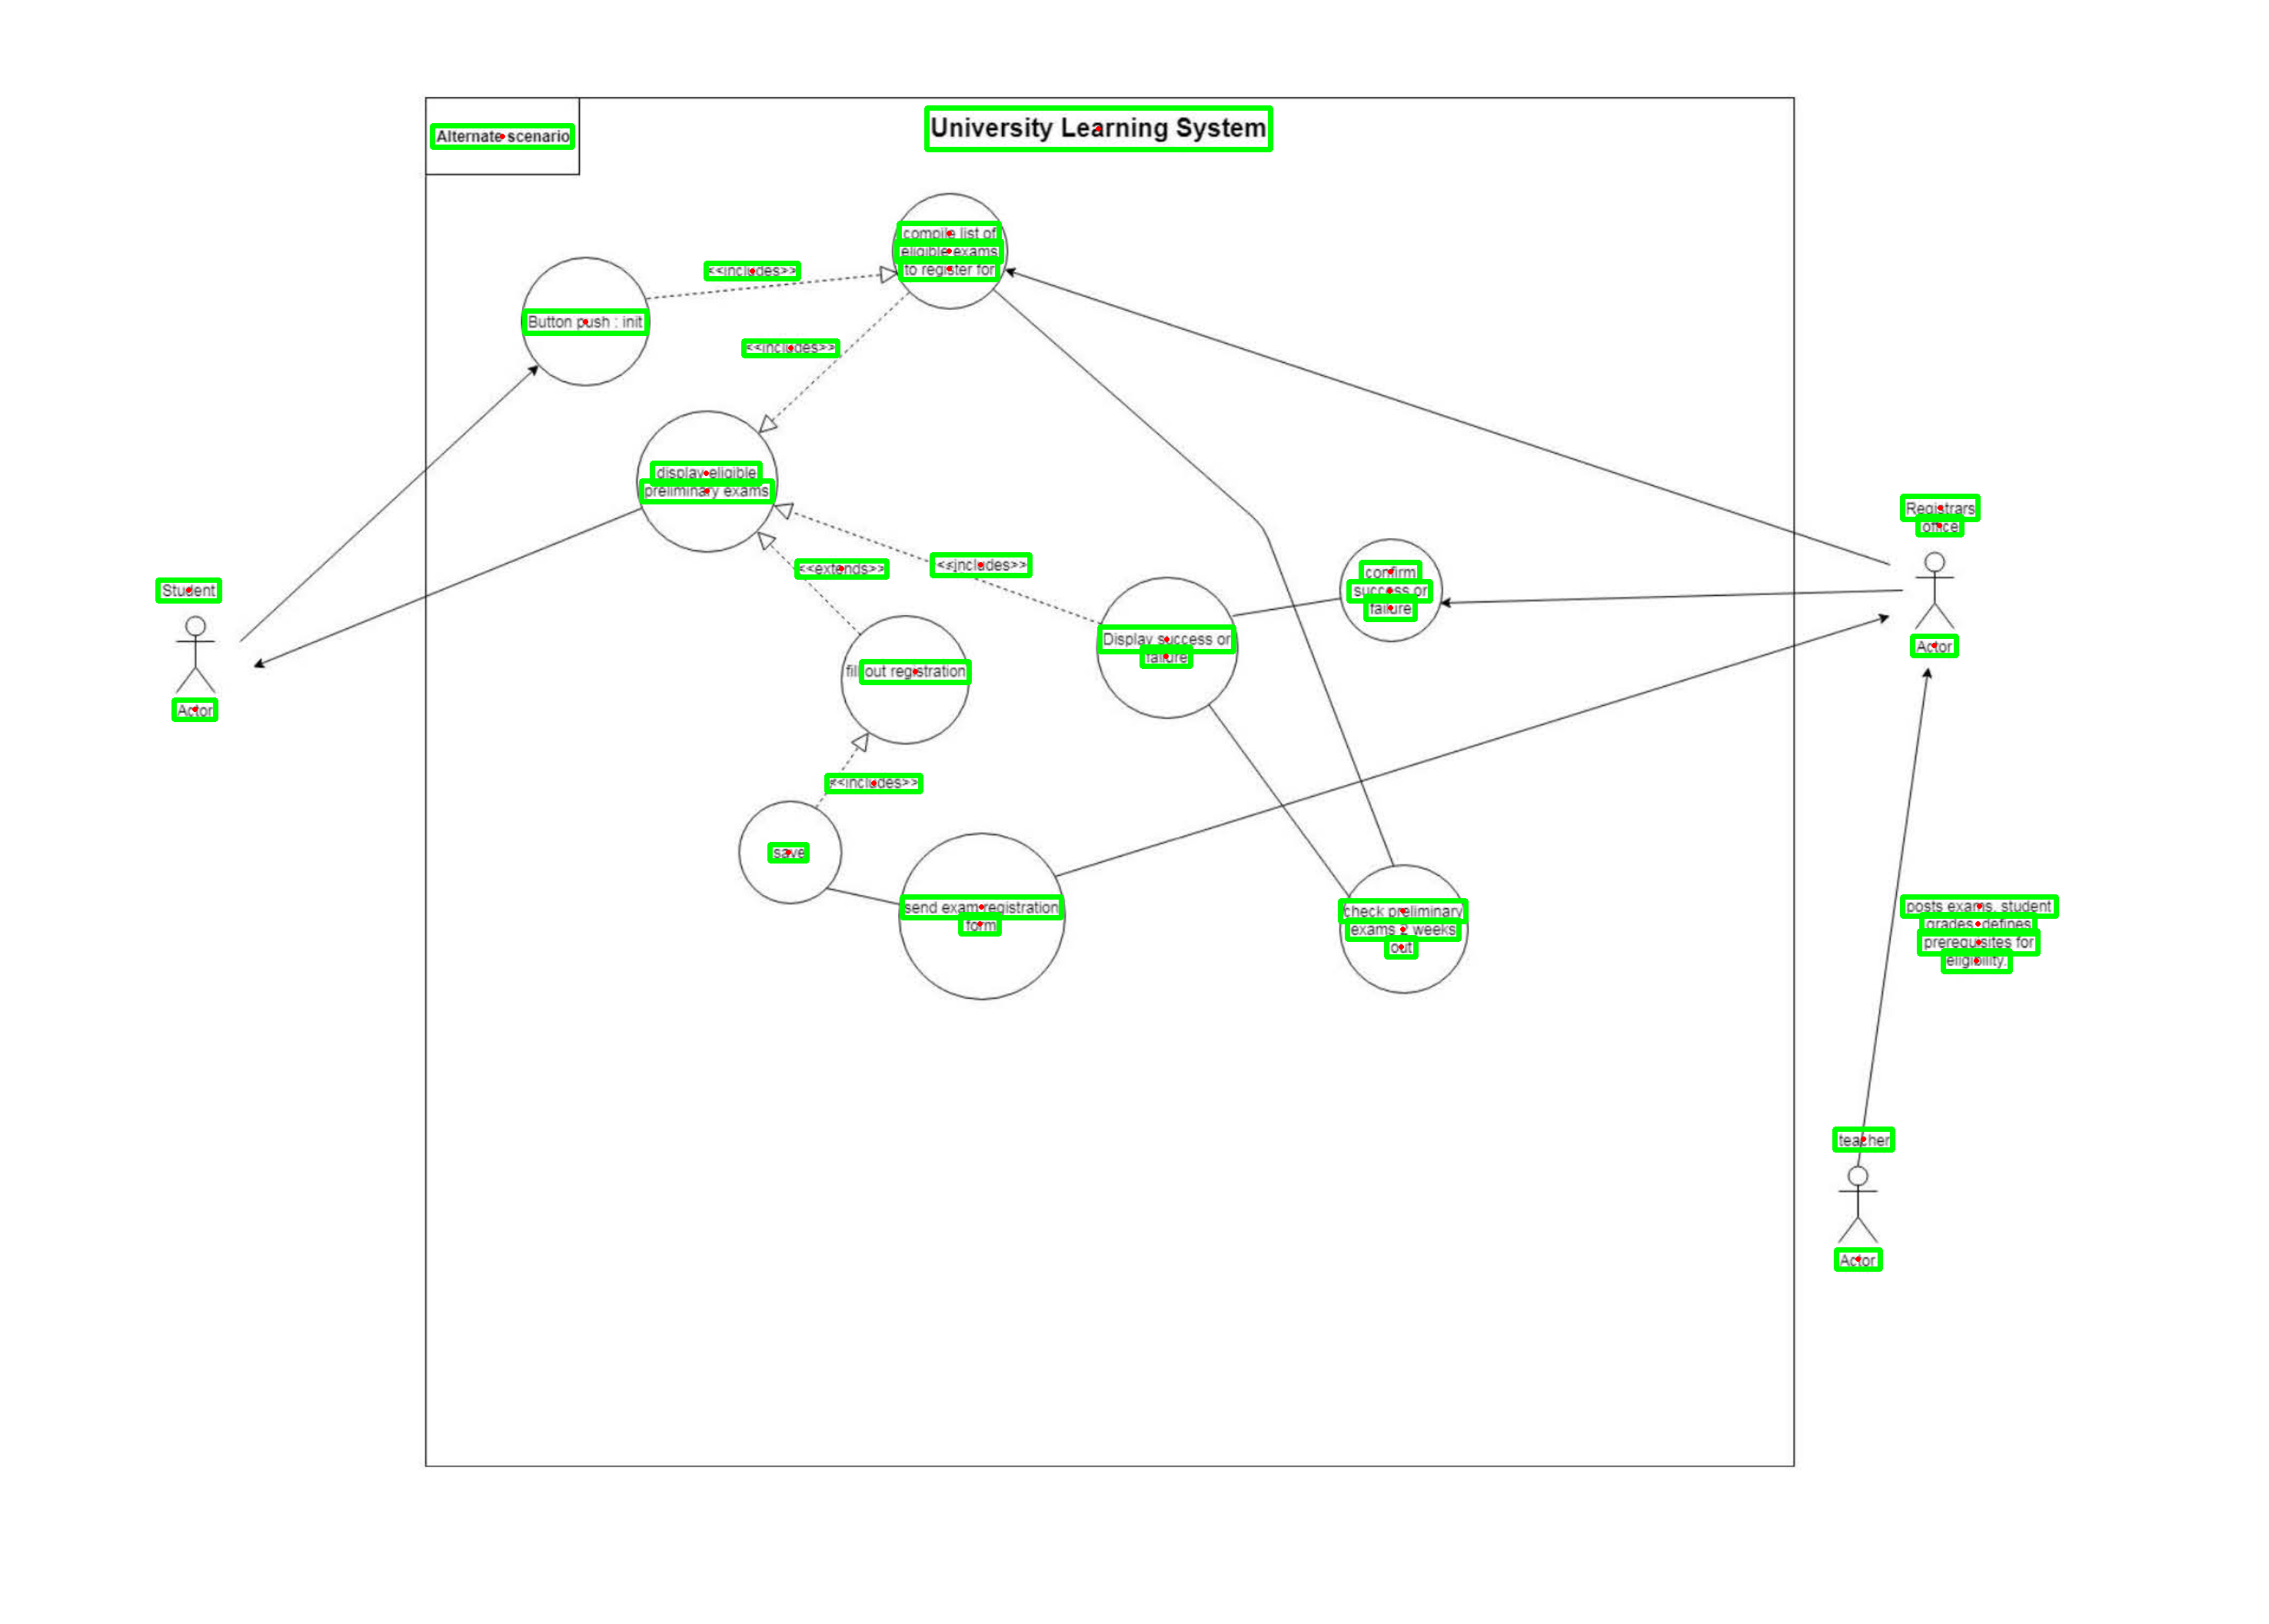 Alternate scenario
University Learning System
compile list of
eligible exams
to register for
<<includes>>
Button push : init
<<includes>>
display eligible
preliminary exams
Registrars
office
<<extends>>
<<includes>>
confirm
success or
failure
Student
Display success or
failure
Actor
fill out registration
Actor
<<includes>>
save
send exam registration
form
check preliminary
exams 2 weeks
out
posts exams, student
grades, defines
prerequisites for
eligibility.
teacher
Actor